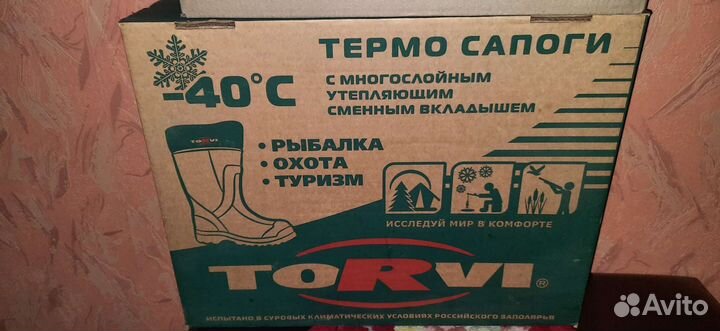 ТЕРМО САПОГИ
-40°C
С МНОГОСЛОЙНЫМ
УТЕПЛЯЮЩИМ
СМЕННЫМ ВКЛАДЫШЕМ
• РЫБАЛКА
• ОХОТА
• ТУРИЗМ
TORVI
ИССЛЕДУЙ МИР В КОМФОРТЕ
TORVI®
ИСПЫТАНО В СУРОВЫХ КЛИМАТИЧЕСКИХ УСЛОВИЯХ РОССИЙСКОГО ЗАПОЛЯРЬЯ
Avito